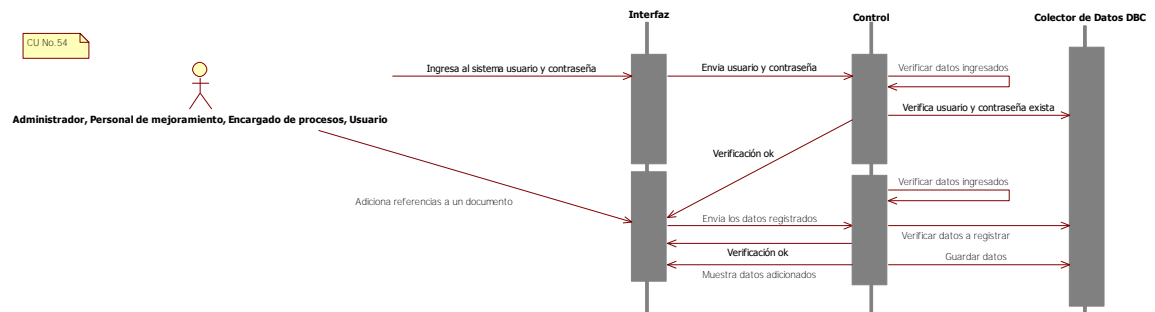 Interfaz
Control
Colector de Datos DBC
CU No.54
Ingresa al sistema usuario y contraseña
Envia usuario y contraseña
Verificar datos ingresados
Verifica usuario y contraseña exista
Administrador, Personal de mejoramiento, Encargado de procesos, Usuario
Verificación ok
Verificar datos ingresados
Adiciona referencias a un documento
Envia los datos registrados
Verificar datos a registrar
Verificación ok
Guardar datos
Muestra datos adicionados